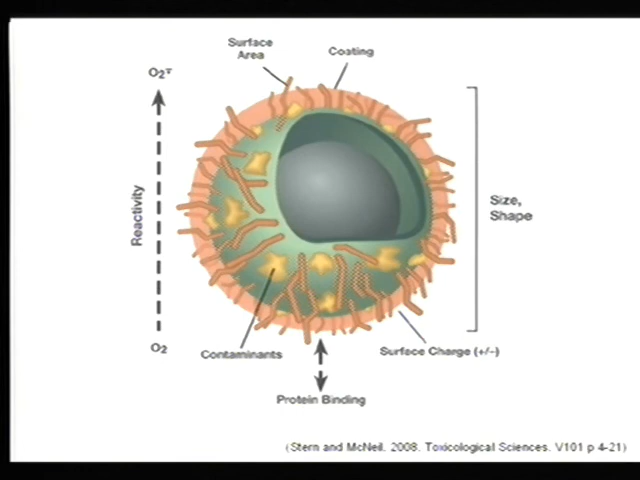 Surface
Area
Coating
O2∓
Reactivity
Size,
Shape
O2
Contaminants
Surface Charge (+/-)
Protein Binding
(Stern and McNeil. 2008. Toxicological Sciences. V101 p 4-21)